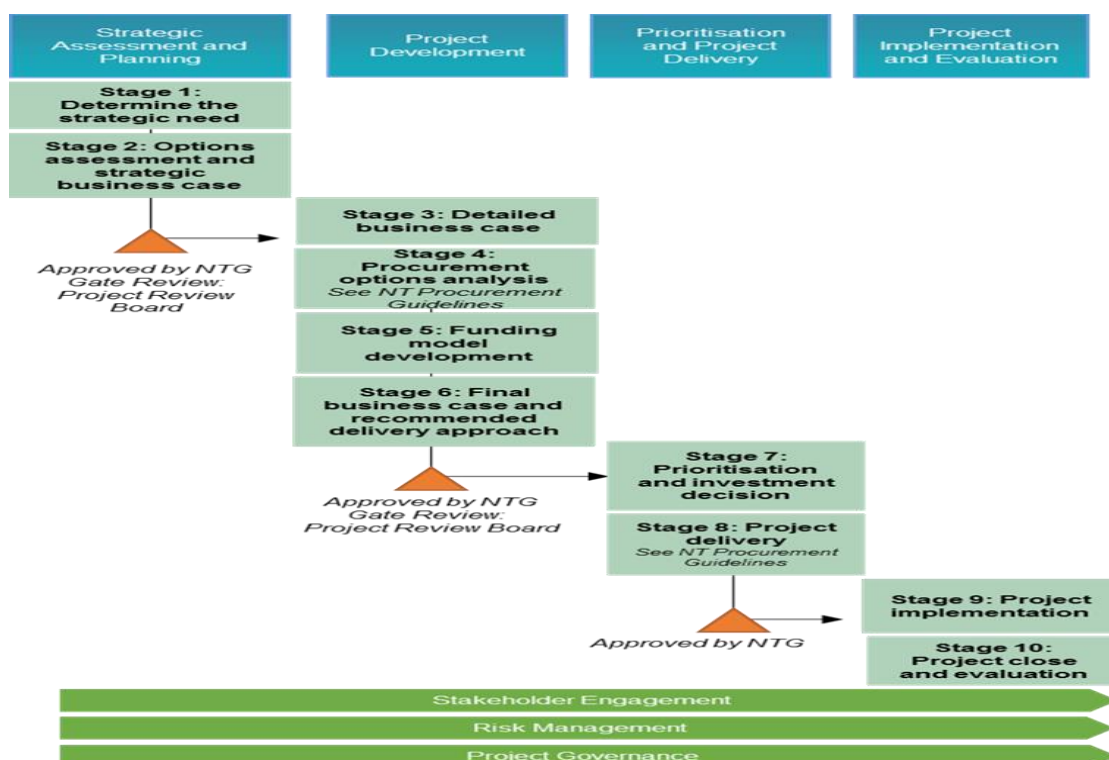 Strategic
Assessment and
Planning
Project
Development
Prioritisation
and Project
Delivery
Project
Implementation
and Evaluation
Stage 1:
Determine the
strategic need
Stage 2: Options
assessment and
strategic
business case
Approved by NTG
Gate Review:
Project Review
Board
Stage 3: Detailed
business case
Stage 4:
Procurement
options analysis
See NT Procurement
Guidelines
Stage 5: Funding
model
development
Stage 6: Final
business case and
recommended
delivery approach
Approved by NTG
Gate Review:
Project Review Board
Stage 7:
Prioritisation
and investment
decision
Stage 8: Project
delivery
See NT Procurement
Guidelines
Approved by NTG
Stage 9: Project
implementation
Stage 10:
Project close
and evaluation
Stakeholder Engagement
Risk Management
Project Governance